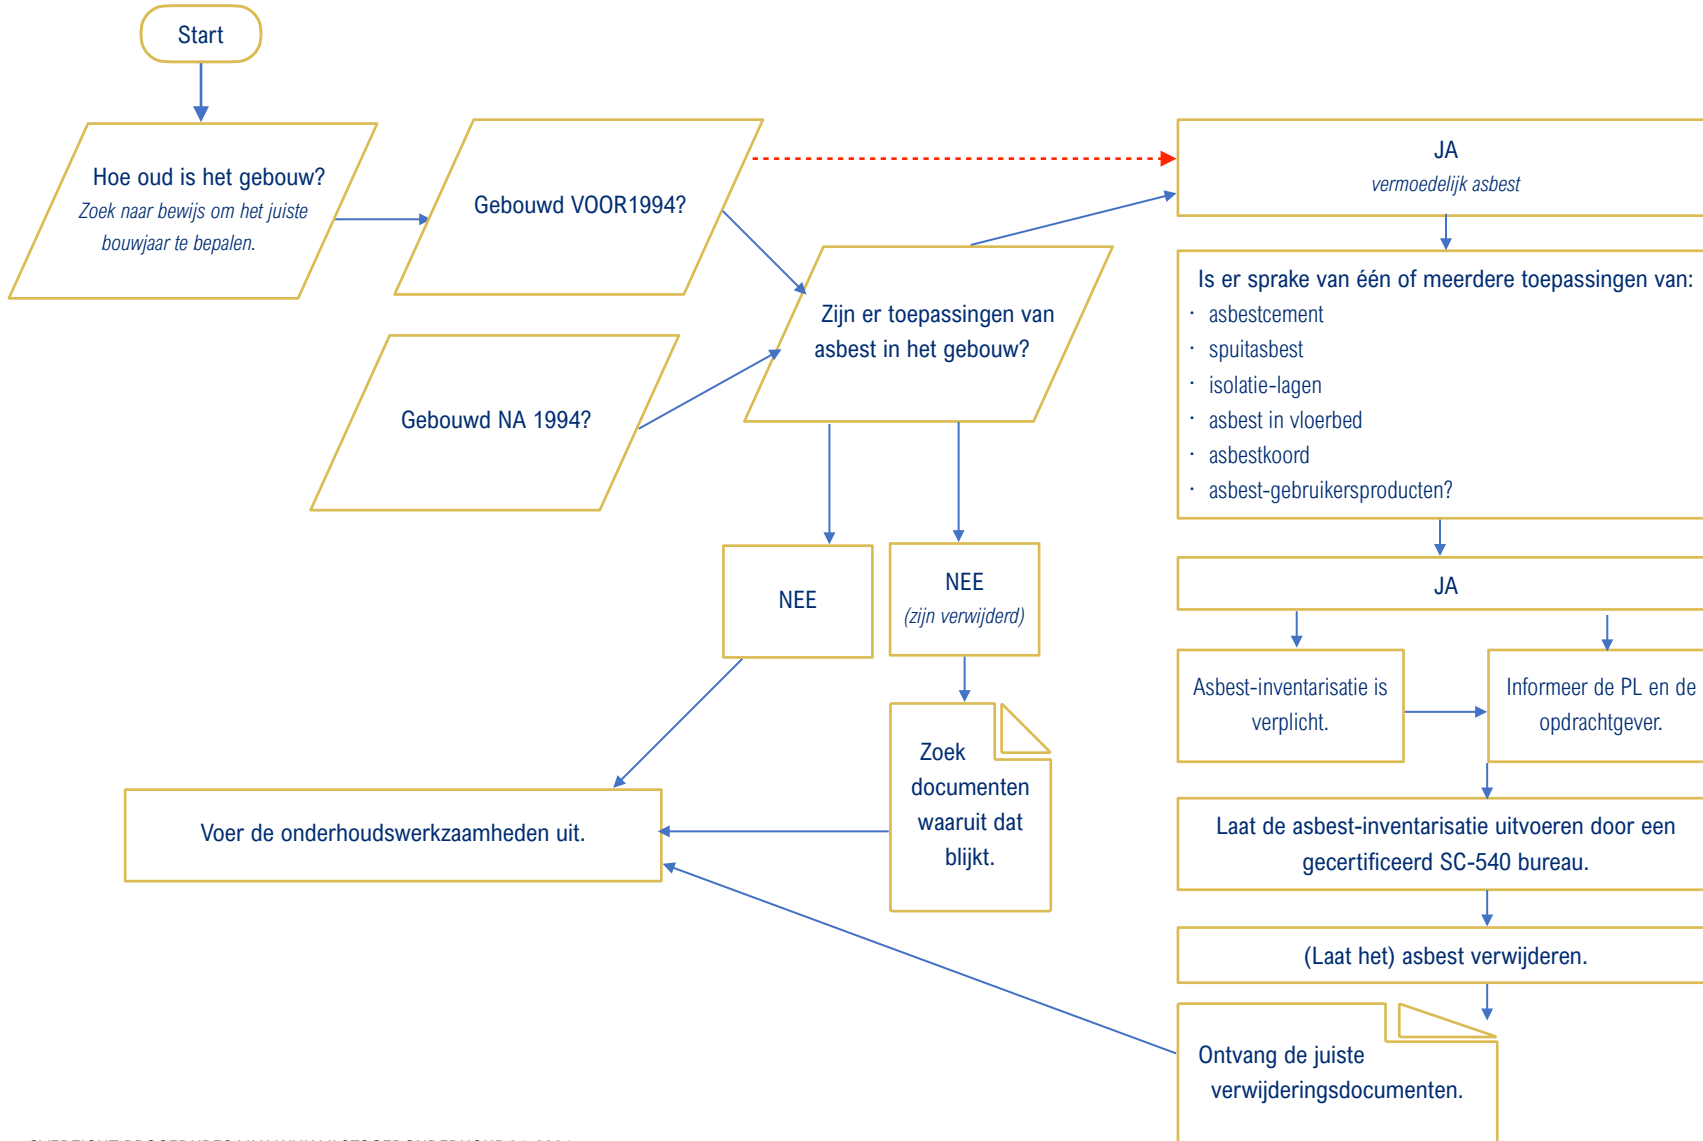 Start
Hoe oud is het gebouw?
Zoek naar bewijs om het juiste
bouwjaar te bepalen.
Gebouwd VOOR1994?
Gebouwd NA 1994?
Zijn er toepassingen van
asbest in het gebouw?
JA
vermoedelijk asbest
Is er sprake van één of meerdere toepassingen van:
· asbestcement
· spuitasbest
· isolatie-lagen
· asbest in vloerbed
· asbestkoord
· asbest-gebruikersproducten?
NEE
NEE
(zijn verwijderd)
JA
Asbest-inventarisatie is
verplicht.
Informeer de PL en de
opdrachtgever.
Zoek
documenten
waaruit dat
blijkt.
Voer de onderhoudswerkzaamheden uit.
Laat de asbest-inventarisatie uitvoeren door een
gecertificeerd SC-540 bureau.
(Laat het) asbest verwijderen.
Ontvang de juiste
verwijderingsdocumenten.